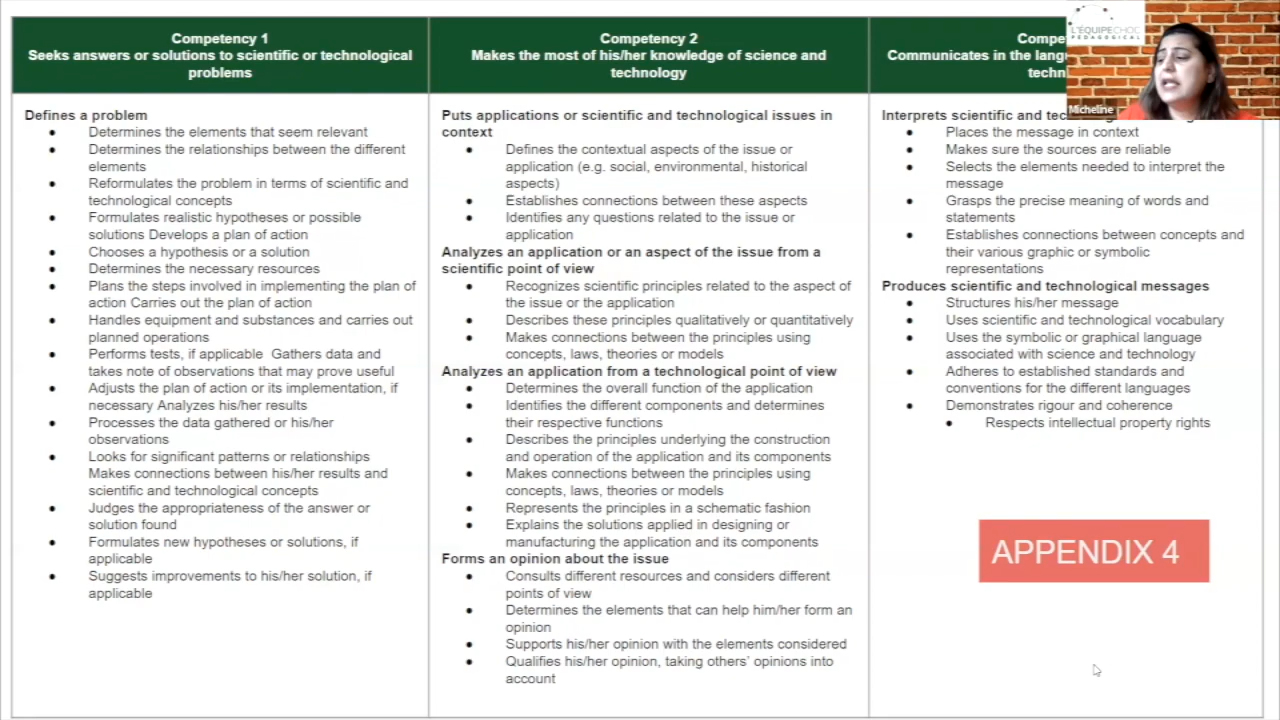 Competency 1
Seeks answers or solutions to scientific or technological
problems
Defines a problem
Determines the elements that seem relevant
Determines the relationships between the different
elements
Reformulates the problem in terms of scientific and
technological concepts
Formulates realistic hypotheses or possible
solutions Develops a plan of action
Chooses a hypothesis or a solution
Determines the necessary resources
Plans the steps involved in implementing the plan of
action Carries out the plan of action
Handles equipment and substances and carries out
planned operations
Performs tests, if applicable Gathers data and
takes note of observations that may prove useful
Adjusts the plan of action or its implementation, if
necessary Analyzes his/her results
Processes the data gathered or his/her
observations
Looks for significant patterns or relationships
Makes connections between his/her results and
scientific and technological concepts
Judges the appropriateness of the answer or
solution found
Formulates new hypotheses or solutions, if
applicable
Suggests improvements to his/her solution, if
applicable
Competency 2
Makes the most of his/her knowledge of science and
technology
Puts applications or scientific and technological issues in
context
Defines the contextual aspects of the issue or
application (e.g. social, environmental, historical
aspects)
Establishes connections between these aspects
Identifies any questions related to the issue or
application
Analyzes an application or an aspect of the issue from a
scientific point of view
Recognizes scientific principles related to the aspect of
the issue or the application
Describes these principles qualitatively or quantitatively
Makes connections between the principles using
concepts, laws, theories or models
Analyzes an application from a technological point of view
Determines the overall function of the application
Identifies the different components and determines
their respective functions
Describes the principles underlying the construction
and operation of the application and its components
Makes connections between the principles using
concepts, laws, theories or models
Represents the principles in a schematic fashion
Explains the solutions applied in designing or
manufacturing the application and its components
Forms an opinion about the issue
Consults different resources and considers different
points of view
Determines the elements that can help him/her form an
opinion
Supports his/her opinion with the elements considered
Qualifies his/her opinion, taking others' opinions into
account
Compe
Communicates in the lang
techn
Interprets scientific and tec
Places the message in context
Makes sure the sources are reliable
Selects the elements needed to interpret the
message
Grasps the precise meaning of words and
statements
Establishes connections between concepts and
their various graphic or symbolic
representations
Produces scientific and technological messages
Structures his/her message
Uses scientific and technological vocabulary
Uses the symbolic or graphical language
associated with science and technology
Adheres to established standards and
conventions for the different languages
Demonstrates rigour and coherence
Respects intellectual property rights
APPENDIX 4
L'ÉQUIPECHOC
PEDAGOGICAL
Micheline